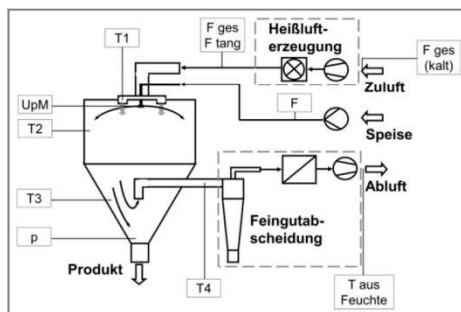 T1
F ges
F tang
Heißluft-
erzeugung
F ges
(kalt)
Zuluft
UpM
F
T2
Speise
Abluft
T3
Feingutab-
scheidung
p
Produkt
T4
T aus
Feuchte